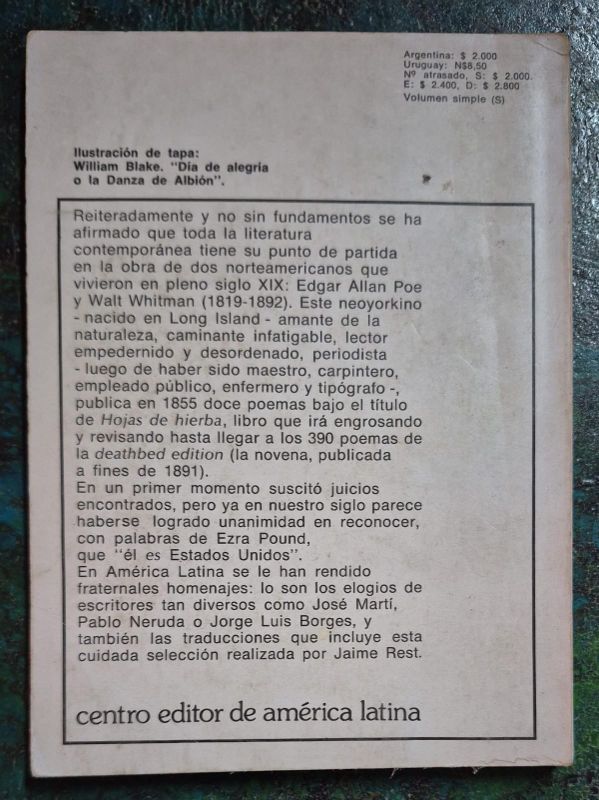 Argentina: $ 2.000
Uruguay: N$8,50
Nº atrasado, S: $ 2.000.
E: $ 2.400, D: $ 2.800
Volumen simple (S)
Ilustración de tapa:
William Blake. "Día de alegría
o la Danza de Albión".
Reiteradamente y no sin fundamentos se ha
afirmado que toda la literatura
contemporánea tiene su punto de partida
en la obra de dos norteamericanos que
vivieron en pleno siglo XIX: Edgar Allan Poe
y Walt Whitman (1819-1892). Este neoyorkino
- nacido en Long Island - amante de la
naturaleza, caminante infatigable, lector
empedernido y desordenado, periodista
- luego de haber sido maestro, carpintero,
empleado público, enfermero y tipógrafo -,
publica en 1855 doce poemas bajo el título
de Hojas de hierba, libro que irá engrosando
y revisando hasta llegar a los 390 poemas de
la deathbed edition (la novena, publicada
a fines de 1891).
En un primer momento suscitó juicios
encontrados, pero ya en nuestro siglo parece
haberse logrado unanimidad en reconocer,
con palabras de Ezra Pound,
que "él es Estados Unidos".
En América Latina se le han rendido
fraternales homenajes: lo son los elogios de
escritores tan diversos como José Martí,
Pablo Neruda o Jorge Luis Borges, y
también las traducciones que incluye esta
cuidada selección realizada por Jaime Rest.
centro editor de américa latina